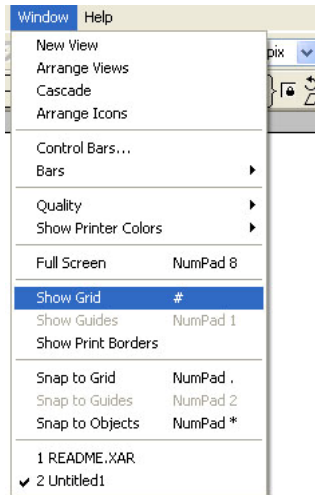 Window Help
New View
pix
Arrange Views
Cascade
Arrange Icons
Control Bars...
Bars
Quality
Show Printer Colors
Full Screen NumPad 8
Show Grid #
Show Guides NumPad 1
Show Print Borders
Snap to Grid NumPad .
Snap to Guides NumPad 2
Snap to Objects NumPad *
1 README.XAR
2 Untitled1